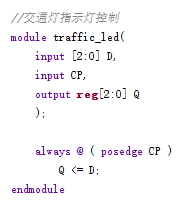 //交通灯指示灯控制
module traffic_led(
    input [2:0] D,
    input CP,
    output reg[2:0] Q
    );
    always @ ( posedge CP )
        Q <= D;
endmodule